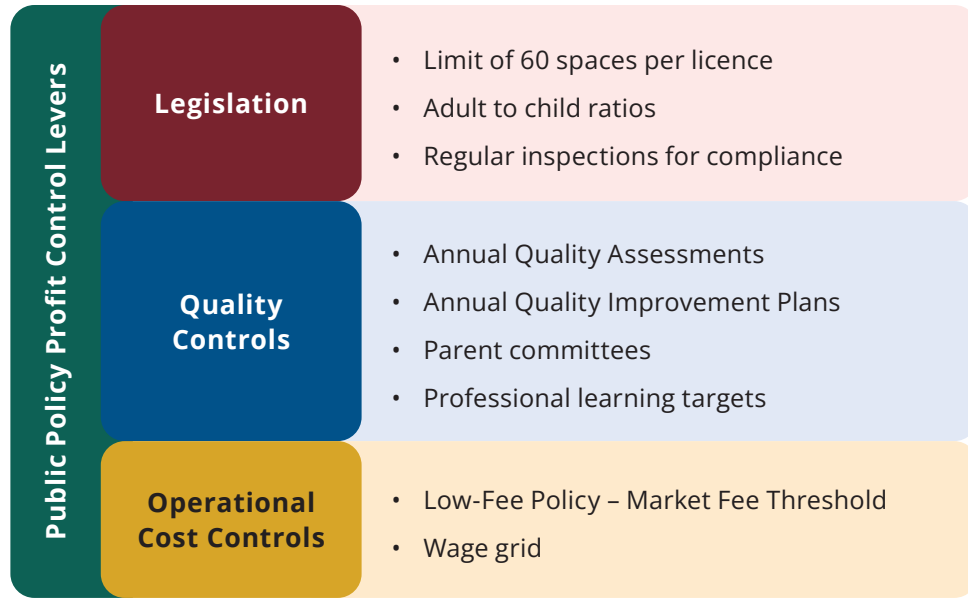 Public Policy Profit Control Levers
Legislation
• Limit of 60 spaces per licence
• Adult to child ratios
• Regular inspections for compliance
Quality
Controls
• Annual Quality Assessments
• Annual Quality Improvement Plans
• Parent committees
• Professional learning targets
Operational
Cost Controls
• Low-Fee Policy – Market Fee Threshold
• Wage grid